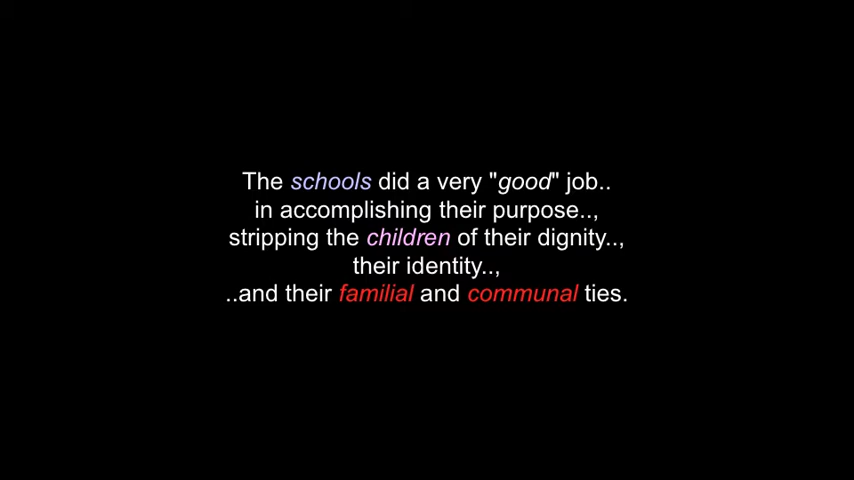 The schools did a very "good" job..
in accomplishing their purpose..,
stripping the children of their dignity..,
their identity..,
..and their familial and communal ties.